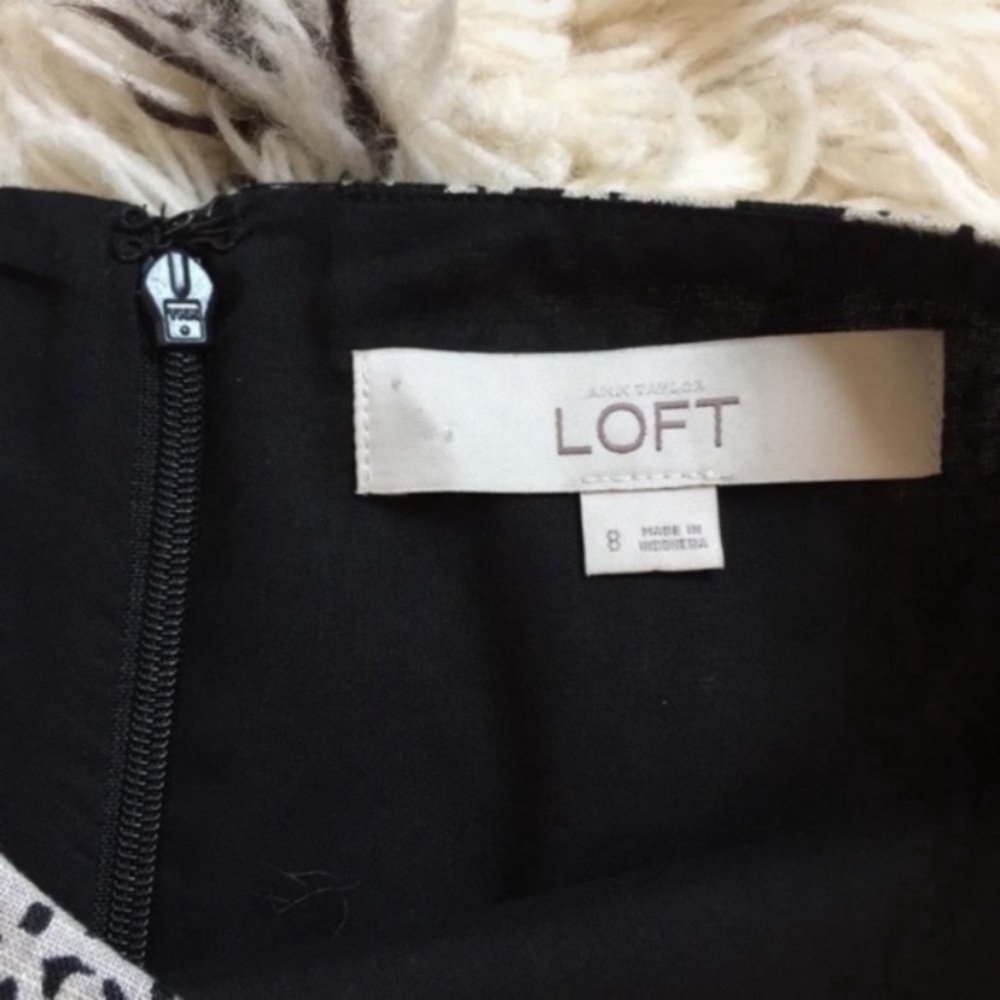 ANN TAYLOR
LOFT
8
MADE IN
INDONESIA